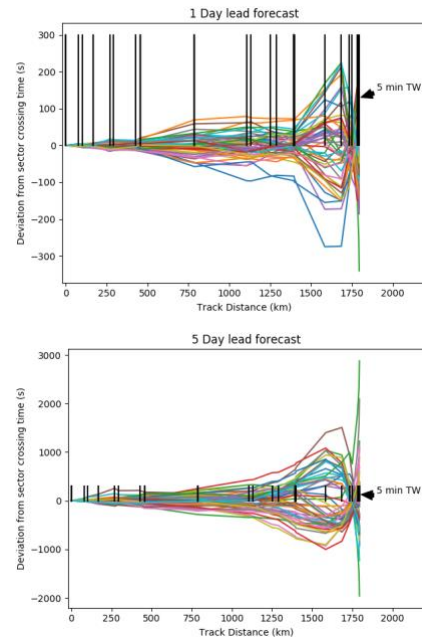 1 Day lead forecast
300
200
100
0
−100
−200
−300
Deviation from sector crossing time (s)
5 min TW
0 250 500 750 1000 1250 1500 1750 2000
Track Distance (km)
5 Day lead forecast
3000
2000
1000
0
−1000
−2000
Deviation from sector crossing time (s)
5 min TW
0 250 500 750 1000 1250 1500 1750 2000
Track Distance (km)